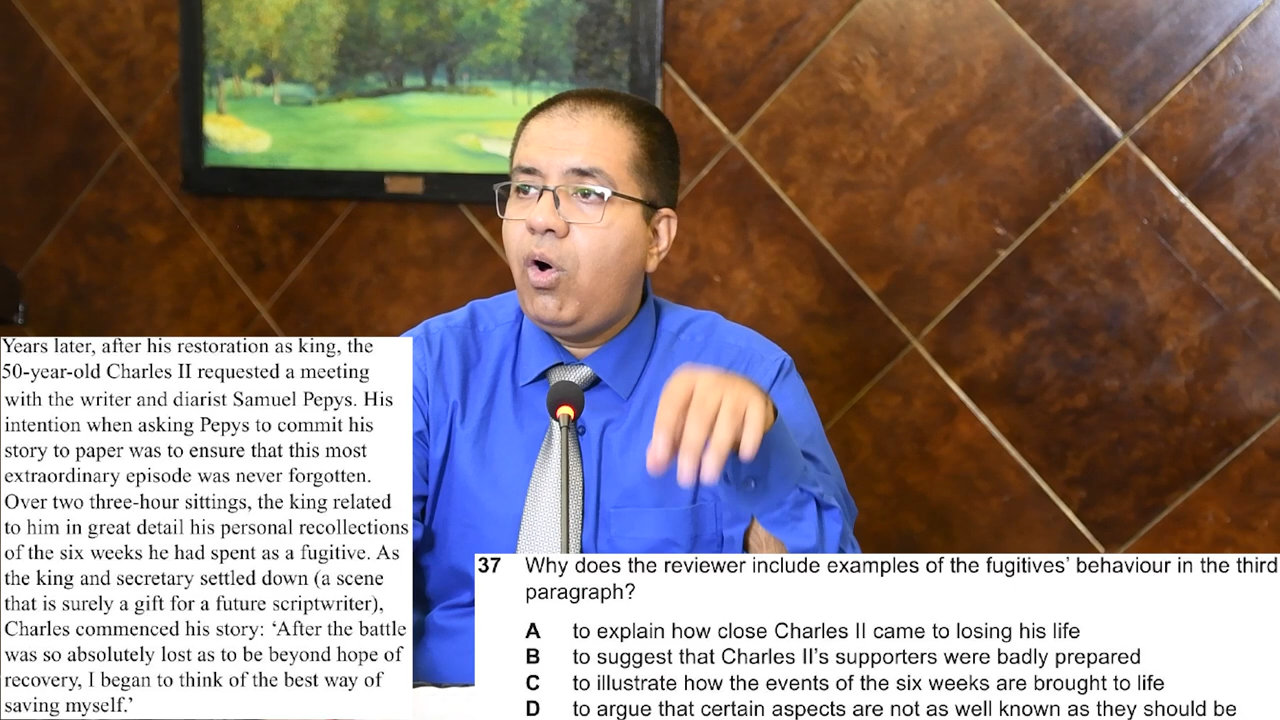 Years later, after his restoration as king, the
50-year-old Charles II requested a meeting
with the writer and diarist Samuel Pepys. His
intention when asking Pepys to commit his
story to paper was to ensure that this most
extraordinary episode was never forgotten.
Over two three-hour sittings, the king related
to him in great detail his personal recollections
of the six weeks he had spent as a fugitive. As
the king and secretary settled down (a scene
that is surely a gift for a future scriptwriter),
Charles commenced his story: ‘After the battle
was so absolutely lost as to be beyond hope of
recovery, I began to think of the best way of
saving myself.’
37 Why does the reviewer include examples of the fugitives’ behaviour in the third
paragraph?
A to explain how close Charles II came to losing his life
B to suggest that Charles II’s supporters were badly prepared
C to illustrate how the events of the six weeks are brought to life
D to argue that certain aspects are not as well known as they should be